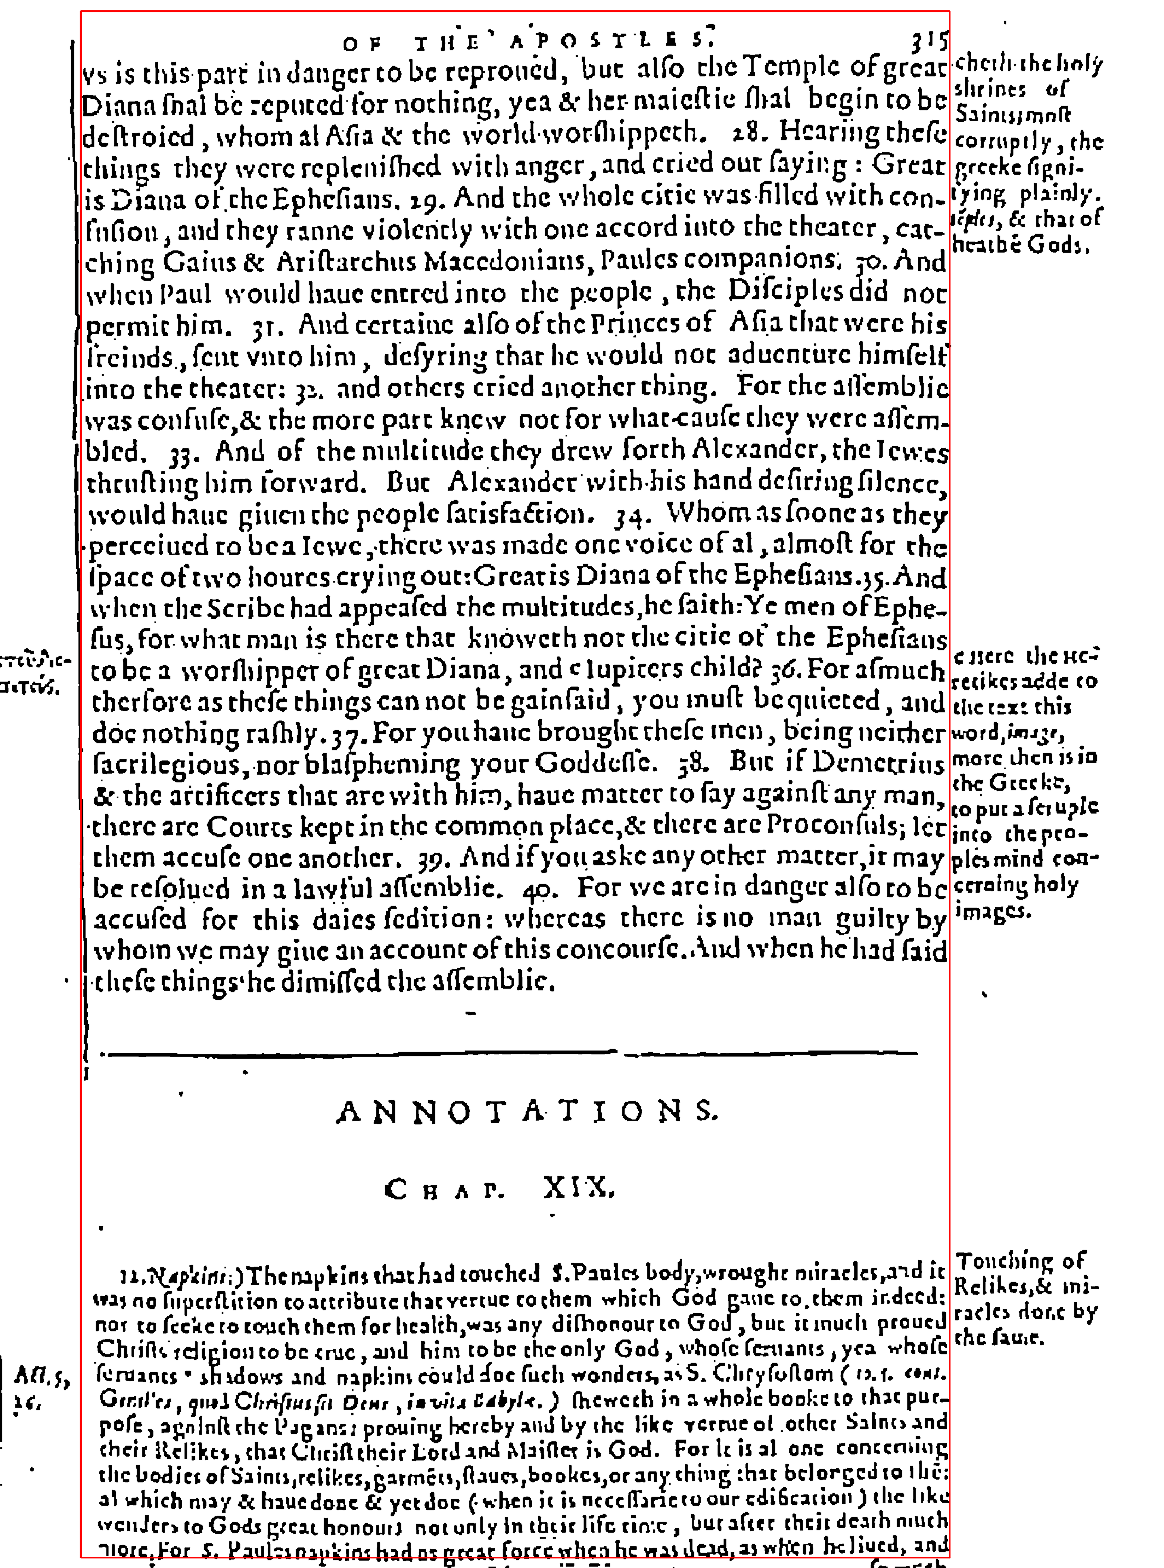 OF THE APOSTLES. 315
vs is this part in danger to be reproued, but also the Temple of great
Diana shal be reputed for nothing, yea & her maiestie shal begin to be
destroied, whom al Asia & the world worshippeth. 28. Hearing these
things they were replenished with anger, and cried out saying: Great
is Diana of the Ephesians. 29. And the whole citie was filled with con-
fusion, and they ranne violently with one accord into the theater, cat-
ching Gaius & Aristarchus Macedonians, Paules companions. 30. And
when Paul would haue entred into the people, the Disciples did not
permit him. 31. And certaine also of the Princes of Asia that were his
freinds, sent vnto him, desyring that he would not aduenture himself
into the theater: 32. and others cried another thing. For the assemblie
was confuse, & the more part knew not for what cause they were assem-
bled. 33. And of the multitude they drew forth Alexander, the Iewes
thrusting him forward. But Alexander with his hand desiring silence,
would haue giuen the people satisfaction. 34. Whom as soone as they
perceiued to be a Iewe, there was made one voice of al, almost for the
space of two houres crying out: Great is Diana of the Ephesians. 35. And
when the Scribe had appeased the multitudes, he saith: Ye men of Ephe-
sus, for what man is there that knoweth not the citie of the Ephesians
to be a worshipper of great Diana, and c Iupiters child? 36. For asmuch
therfore as these things can not be gainsaid, you must be quieted, and
doe nothing rashly. 37. For you haue brought these men, being neither
sacrilegious, nor blaspheming your Goddesse. 38. But if Demetrius
& the artificers that are with him, haue matter to say against any man,
there are Courts kept in the common place, & there are Proconsuls; let
them accuse one another. 39. And if you aske any other matter, it may
be resolued in a lawful assemblie. 40. For we are in danger also to be
accused for this daies sedition: whereas there is no man guilty by
whom we may giue an account of this concourse. And when he had said
these things he dimissed the assemblie.
cheth the holy
shrines of
Saints; most
corruptly, the
greeke signi-
fying plainly.
& that of
heathē Gods.
c Here the He-
retikes adde to
the text this
word, image,
more then is in
the Greeke,
to put a scruple
into the peo-
ples mind con-
cerning holy
images.
ANNOTATIONS.
CHAP. XIX.
12. Napkins.) The napkins that had touched S. Paules body, wrought miracles, and it
was no superstition to attribute that vertue to them which God gaue to them indeed:
nor to seeke to touch them for health, was any dishonour to God, but it much proued
Christs religion to be true, and him to be the only God, whose seruants, yea whose
seruants shadows and napkins could doe such wonders, as S. Chrysostom (to. 5. cont.
Gentiles, quod Christus sit Deus, in vita Babylæ.) sheweth in a whole booke to that pur-
pose, against the Pagans: prouing hereby and by the like vertue of other Saints and
their Relikes, that Christ their Lord and Maister is God. For it is al one concerning
the bodies of Saints, relikes, garmēts, staues, bookes, or any thing that belonged to thē:
al which may & haue done & yet doe (when it is necessarie to our edification) the like
wonders to Gods great honour: not only in their life time, but after their death much
more. For S. Paules napkins had as great force when he was dead, as when he liued, and
Act. 5,
16.
Touching of
Relikes, & mi-
racles done by
the same.